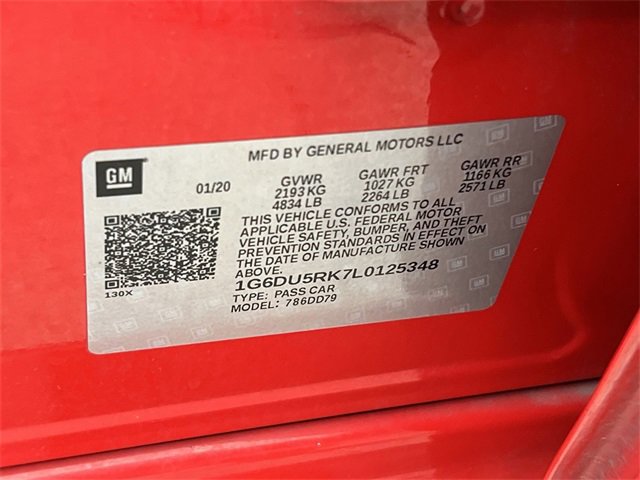 MFD BY GENERAL MOTORS LLC
GM
01/20 GVWR GAWR FRT GAWR RR
2193 KG 1027 KG 1166 KG
4834 LB 2264 LB 2571 LB
THIS VEHICLE CONFORMS TO ALL
APPLICABLE U.S. FEDERAL MOTOR
VEHICLE SAFETY, BUMPER, AND THEFT
PREVENTION STANDARDS IN EFFECT ON
THE DATE OF MANUFACTURE SHOWN
ABOVE.
130X
1G6DU5RK7L0125348
TYPE: PASS CAR
MODEL: 786DD79